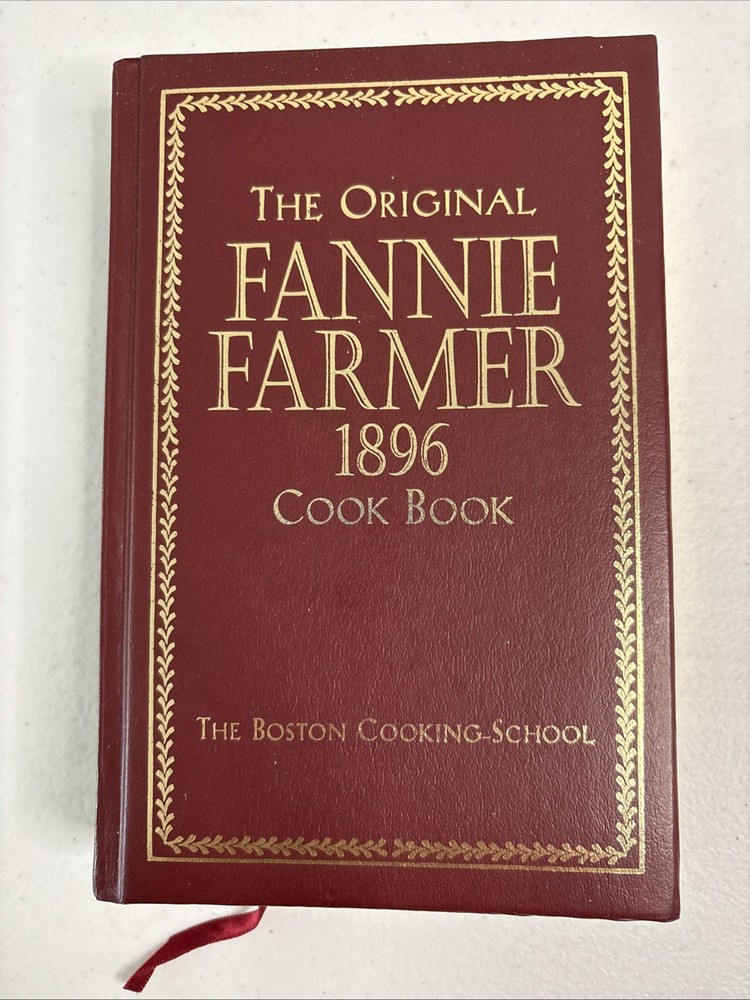 The Original
FANNIE
FARMER
1896
Cook Book
The Boston Cooking-School